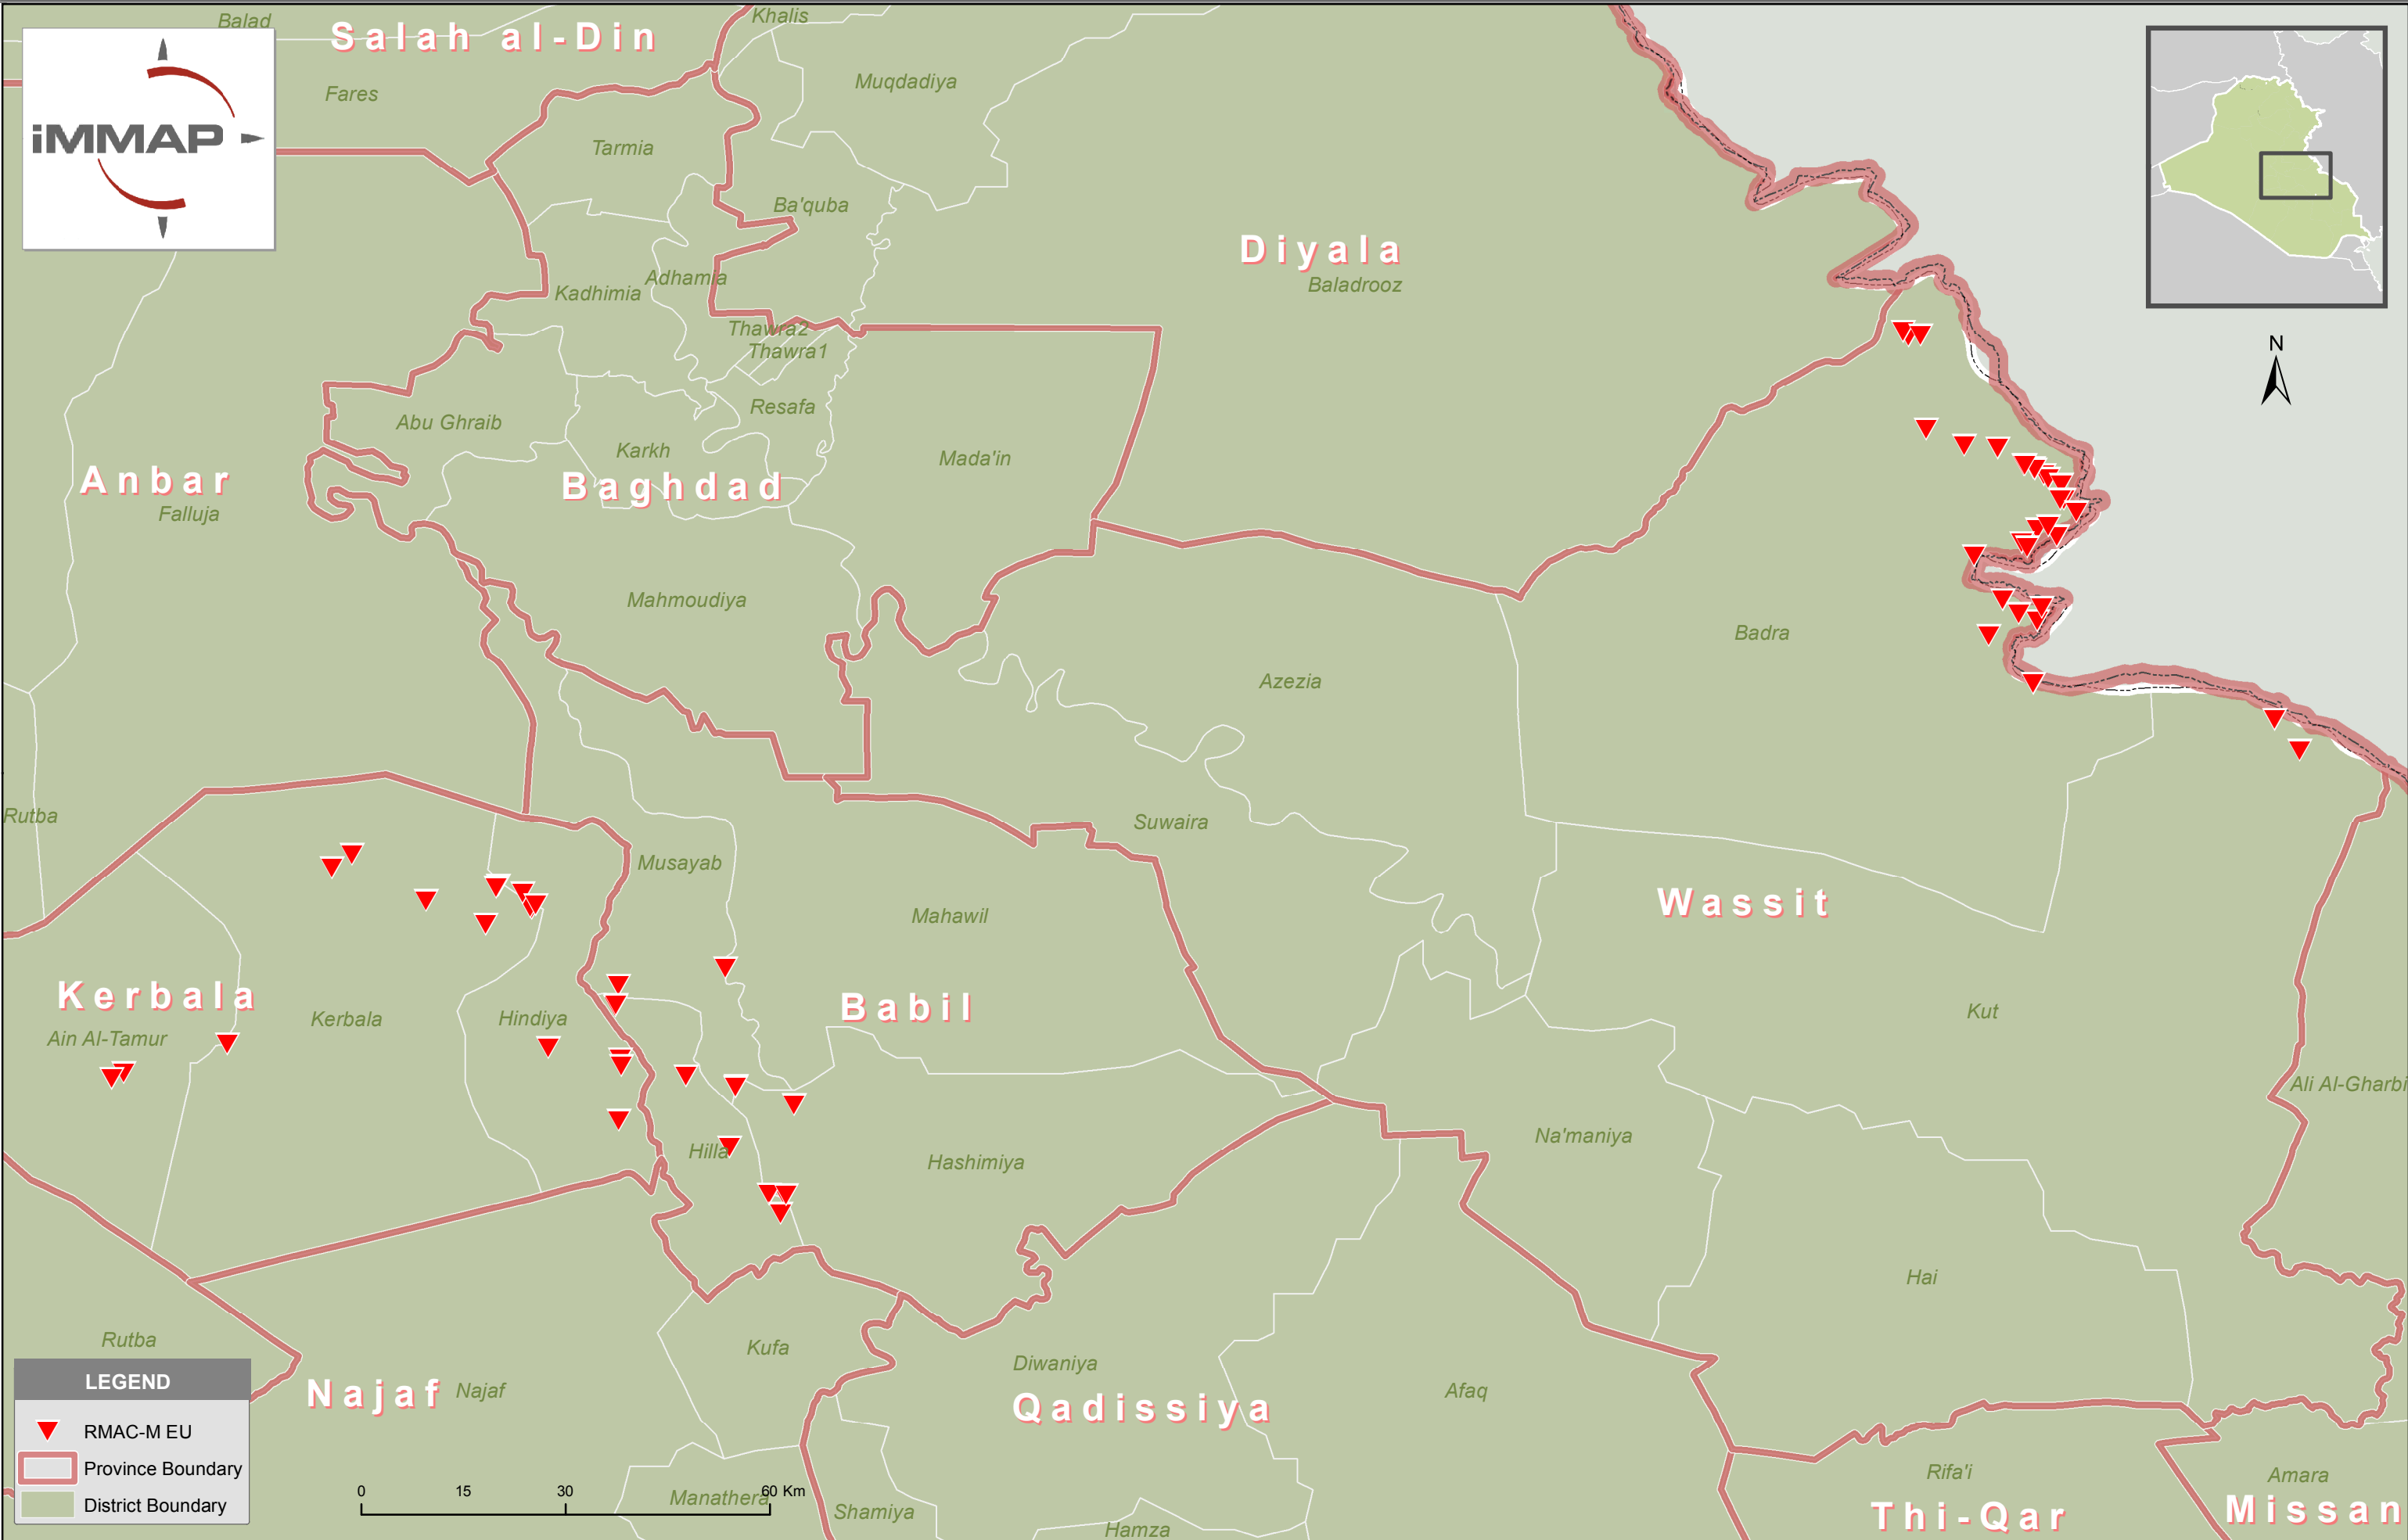 Balad
Khalis
Salah al-Din
Muqdadiya
Fares
iMMAP
Tarmia
Ba'quba
Diyala
Adhamia
Baladrooz
Kadhimia
Thawra2
N
Thawra1
Resafa
Abu Ghraib
Karkh
Mada'in
Anbar
Baghdad
Falluja
Mahmoudiya
Badra
Azezia
Rutba
Suwaira
Musayab
Wassit
Mahawil
Kerbala
Babil
Kerbala
Hindiya
Kut
Ain Al-Tamur
Ali Al-Gharbi
Na'maniya
Hilla
Hashimiya
Hai
Rutba
Kufa
Diwaniya
LEGEND
Najaf
Najaf
Afaq
Qadissiya
RMAC-M EU
Province Boundary
Rifa'i
Amara
0 15 30 60 Km
Manathera
District Boundary
Shamiya
Thi-Qar
Missan
Hamza